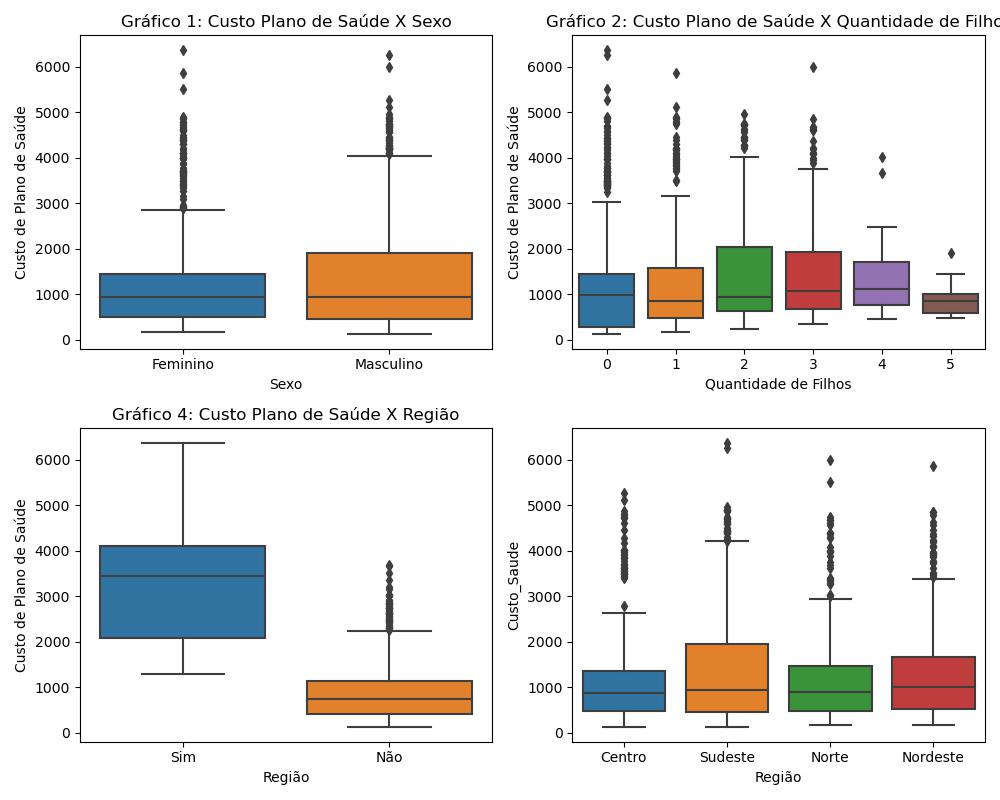 Gráfico 1: Custo Plano de Saúde X Sexo
Custo de Plano de Saúde
6000
5000
4000
3000
2000
1000
0
Feminino Masculino
Sexo
Gráfico 2: Custo Plano de Saúde X Quantidade de Filho
Custo de Plano de Saúde
6000
5000
4000
3000
2000
1000
0
0 1 2 3 4 5
Quantidade de Filhos
Gráfico 4: Custo Plano de Saúde X Região
Custo de Plano de Saúde
6000
5000
4000
3000
2000
1000
0
Sim Não
Região
Custo_Saude
6000
5000
4000
3000
2000
1000
0
Centro Sudeste Norte Nordeste
Região